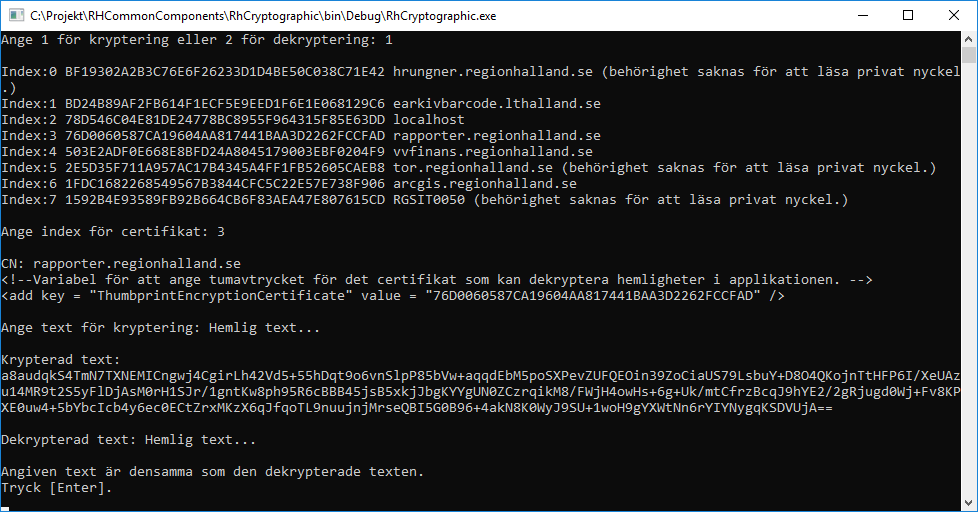 C:\Projekt\RHCommonComponents\RhCryptographic\bin\Debug\RhCryptographic.exe
Ange 1 för kryptering eller 2 för dekryptering: 1
Index:0 BF19302A2B3C76E6F26233D1D4BE50C038C71E42 hrungner.regionhalland.se (behörighet saknas för att läsa privat nyckel
.)
Index:1 BD24B89AF2FB614F1ECF5E9EED1F6E1E068129C6 earkivbarcode.lthalland.se
Index:2 78D546C04E81DE24778BC8955F964315F85E63DD localhost
Index:3 76D0060587CA19604AA817441BAA3D2262FCCFAD rapporter.regionhalland.se
Index:4 503E2ADF0E668E8BFD24A8045179003EBF0204F9 vvfinans.regionhalland.se
Index:5 2E5D35F711A957AC17B4345A4FF1FB52605CAEB8 tor.regionhalland.se (behörighet saknas för att läsa privat nyckel.)
Index:6 1FDC1682268549567B3844CFC5C22E57E738F906 arcgis.regionhalland.se
Index:7 1592B4E93589FB92B664CB6F83AEA47E807615CD RGSIT0050 (behörighet saknas för att läsa privat nyckel.)
Ange index för certifikat: 3
CN: rapporter.regionhalland.se
<!--Variabel för att ange tumavtrycket för det certifikat som kan dekryptera hemligheter i applikationen. -->
<add key = "ThumbprintEncryptionCertificate" value = "76D0060587CA19604AA817441BAA3D2262FCCFAD" />
Ange text för kryptering: Hemlig text...
Krypterad text:
a8audqkS4TmN7TXNEMICngwj4CgirLh42Vd5+55hDqt9o6vnSlpP85bVw+aqqdEbM5poSXPevZUFQEOin39ZoCiaUS79LsbuY+D8O4QKojnTtHFP6I/XeUAz
u14MR9t2S5yFlDjAsM0rH1SJr/1gntKw8ph95R6cBBB45jsB5xkjJbgKYYgUN0ZCzrqikM8/FWjH4owHs+6g+Uk/mtCfrzBcqJ9hYE2/2gRjugd0Wj+Fv8KP
XE0uw4+5bYbcIcb4y6ec0ECtZrxMKzX6qJfqoTL9nuujnjMrseQBI5G0B96+4akN8K0WyJ9SU+1woH9gYXWtNn6rYIYNygqKSDVUjA==
Dekrypterad text: Hemlig text...
Angiven text är densamma som den dekrypterade texten.
Tryck [Enter].